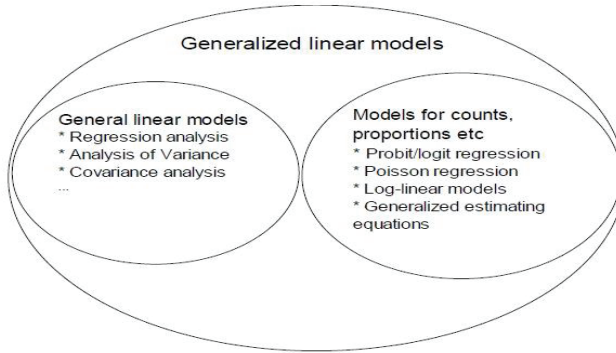 Generalized linear models
General linear models
* Regression analysis
* Analysis of Variance
* Covariance analysis
...
Models for counts,
proportions etc
* Probit/logit regression
* Poisson regression
* Log-linear models
* Generalized estimating
equations